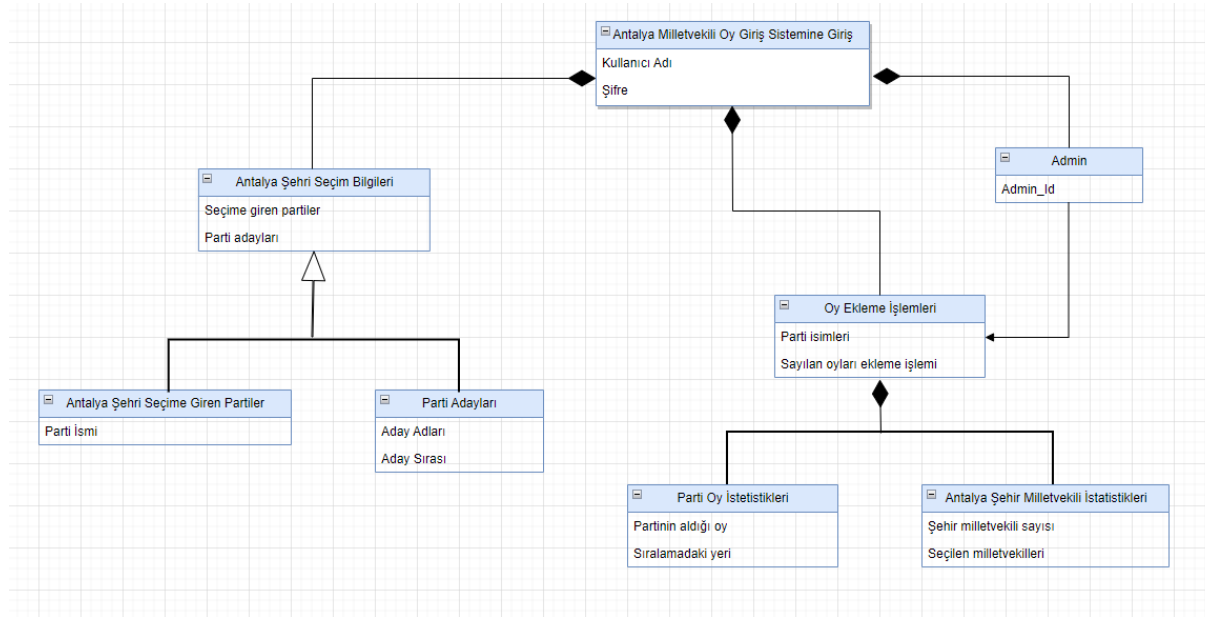 Antalya Milletvekili Oy Giriş Sistemine Giriş
Kullanıcı Adı
Şifre
Admin
Admin_Id
Antalya Şehri Seçim Bilgileri
Seçime giren partiler
Parti adayları
Oy Ekleme İşlemleri
Parti isimleri
Sayılan oyları ekleme işlemi
Antalya Şehri Seçime Giren Partiler
Parti İsmi
Parti Adayları
Aday Adları
Aday Sırası
Parti Oy İstetistikleri
Partinin aldığı oy
Sıralamadaki yeri
Antalya Şehir Milletvekili İstatistikleri
Şehir milletvekili sayısı
Seçilen milletvekilleri